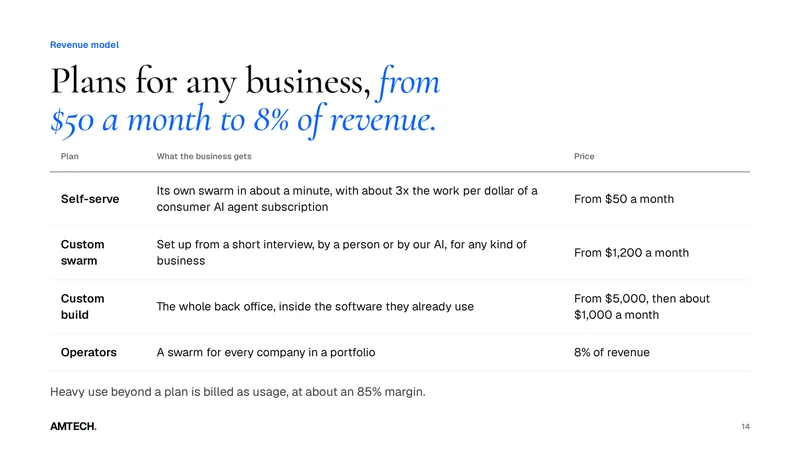 Revenue model
Plans for any business, from
$50 a month to 8% of revenue.
Plan What the business gets Price
Self-serve
Its own swarm in about a minute, with about 3x the work per dollar of a
consumer AI agent subscription
From $50 a month
Custom
swarm
Set up from a short interview, by a person or by our AI, for any kind of
business
From $1,200 a month
Custom
build
The whole back office, inside the software they already use
From $5,000, then about
$1,000 a month
Operators
A swarm for every company in a portfolio
8% of revenue
Heavy use beyond a plan is billed as usage, at about an 85% margin.
AMTECH.
14